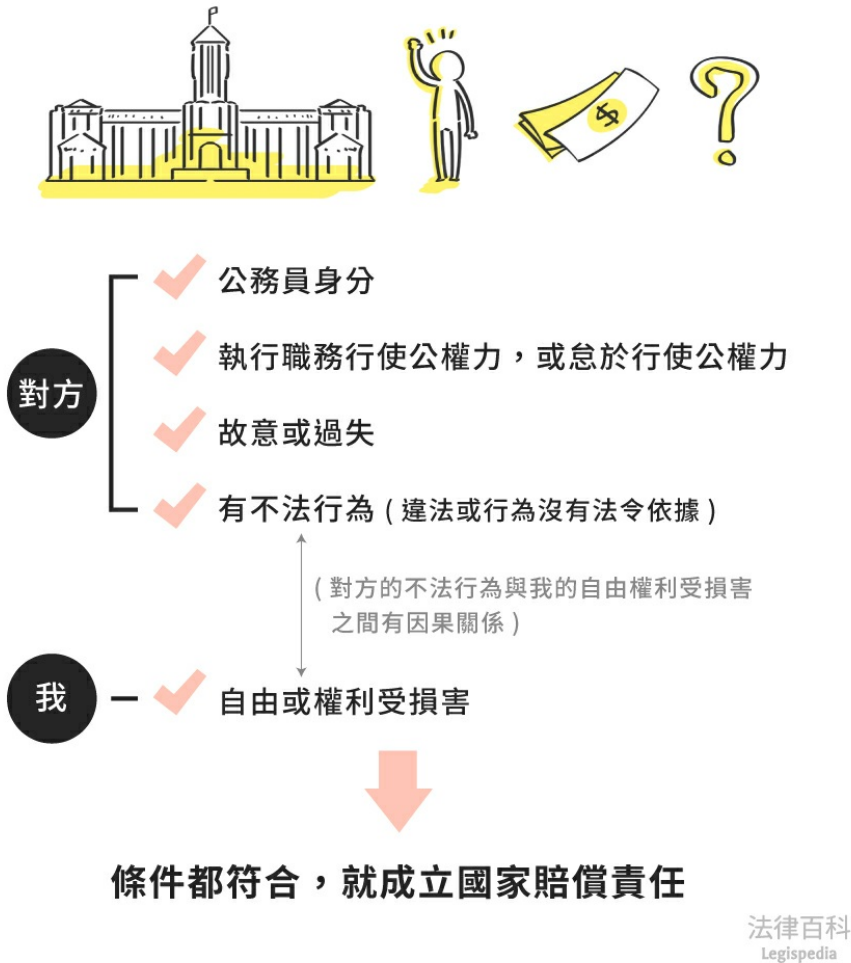 $
對方
公務員身分
執行職務行使公權力，或怠於行使公權力
故意或過失
有不法行為 ( 違法或行為沒有法令依據 )
( 對方的不法行為與我的自由權利受損害
之間有因果關係 )
我
自由或權利受損害
條件都符合，就成立國家賠償責任
法律百科
Legispedia